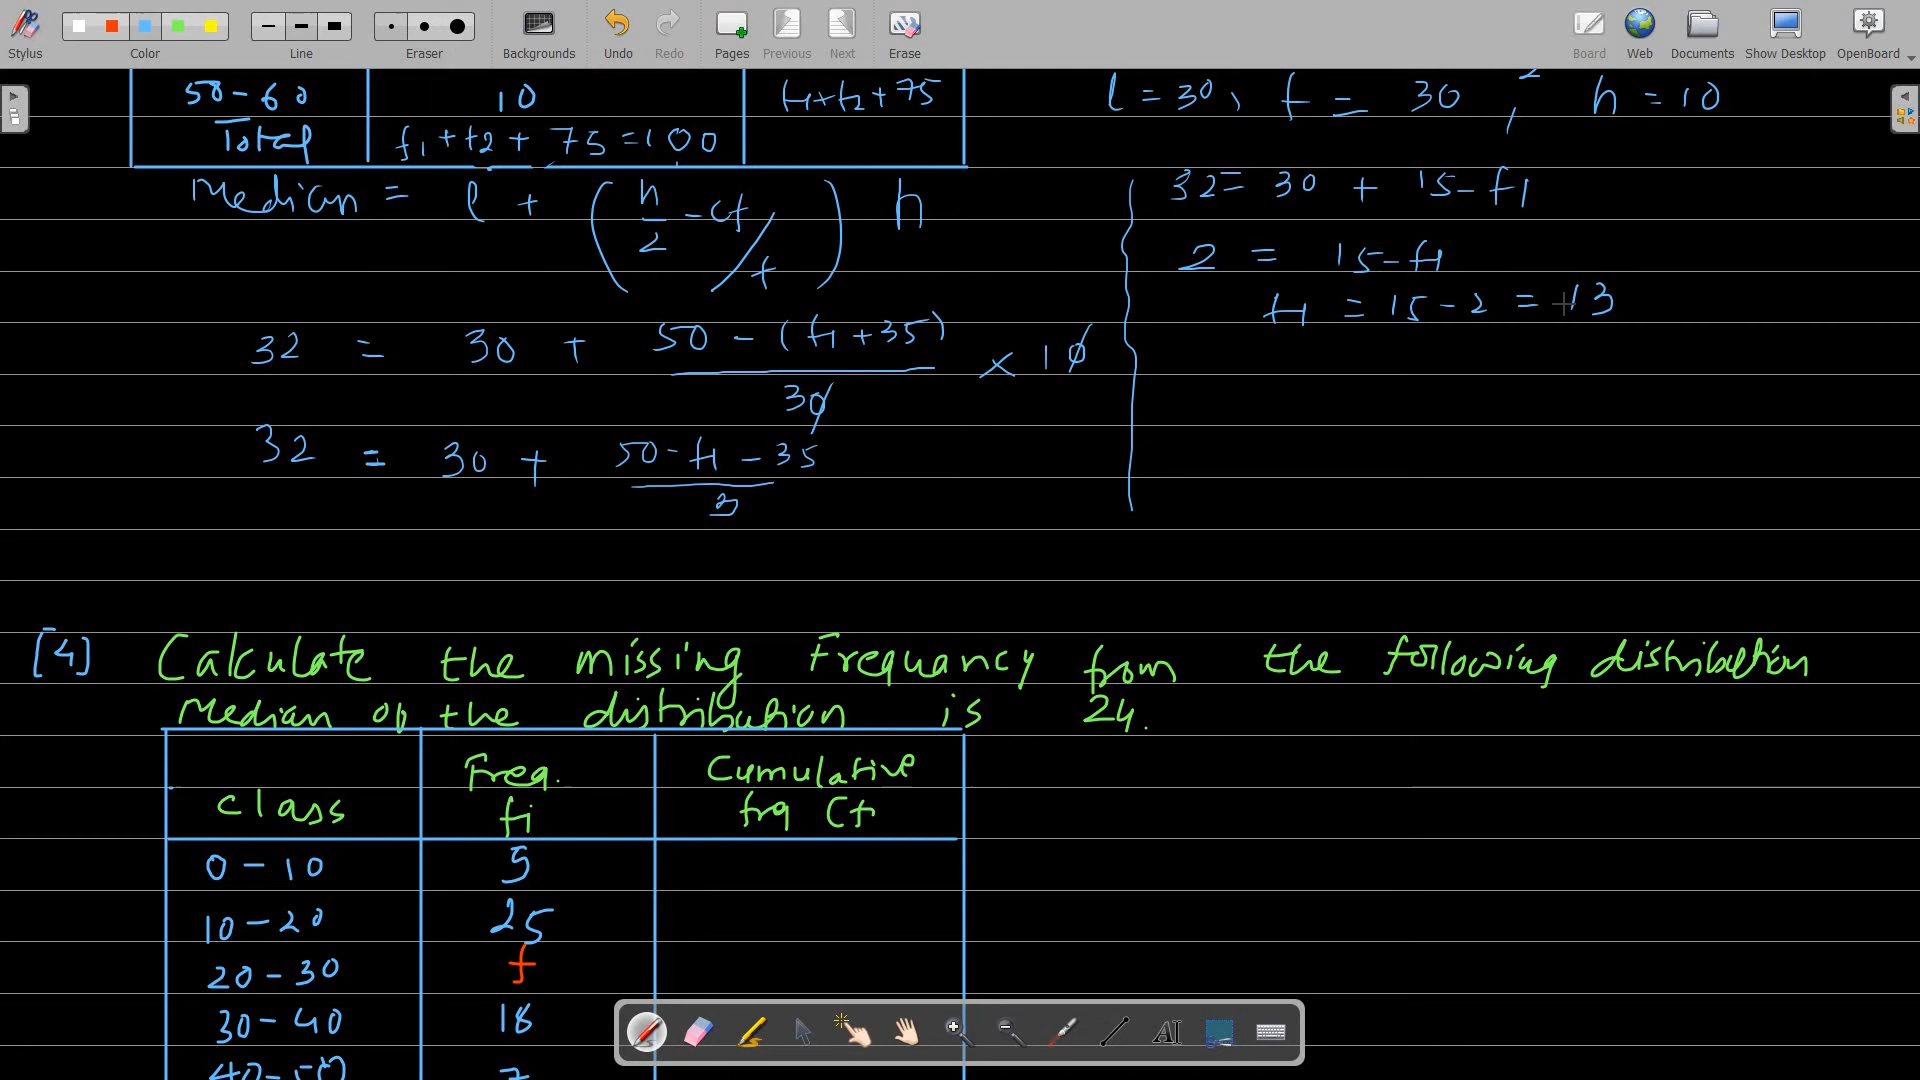 Stylus Color Line Eraser Backgrounds Undo Redo Pages Previous Next Erase Board Web Documents Show Desktop OpenBoard
50-60 10 f1+f2+75
Total f1+f2+75=100
l=30, f=30, h=10
Median = l + ( n/2 - cf / f ) h
32 = 30 + 50-(f1+35) / 30 × 10
32 = 30 + 50-f1-35 / 3
32= 30 + 15-f1
2 = 15-f1
f1 = 15-2 = 13
[4] Calculate the missing Frequancy from the following distribution
Median of the distribution is 24.
class Freq. fi Cumulative frq Cf
0-10 5
10-20 25
20-30 f
30-40 18
40-50 7